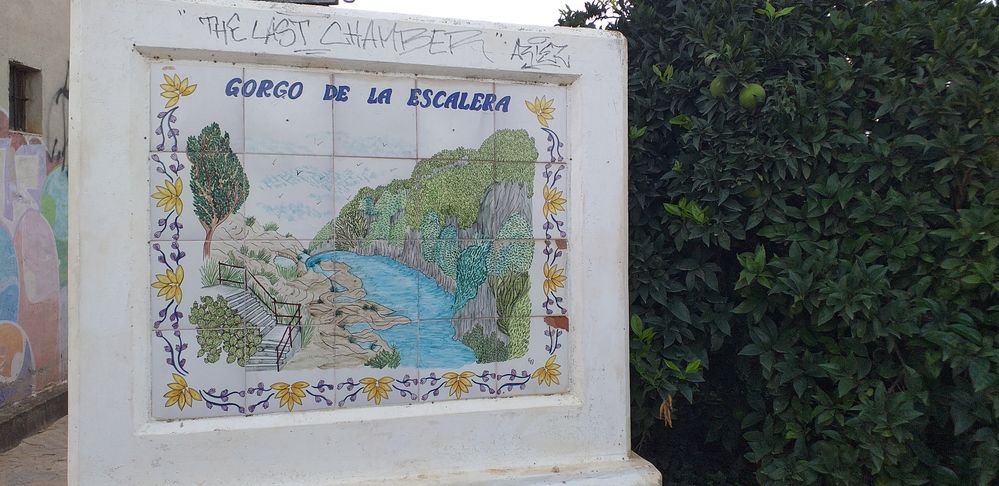 "THE LAST CHAMBER"
GORGO DE LA ESCALERA